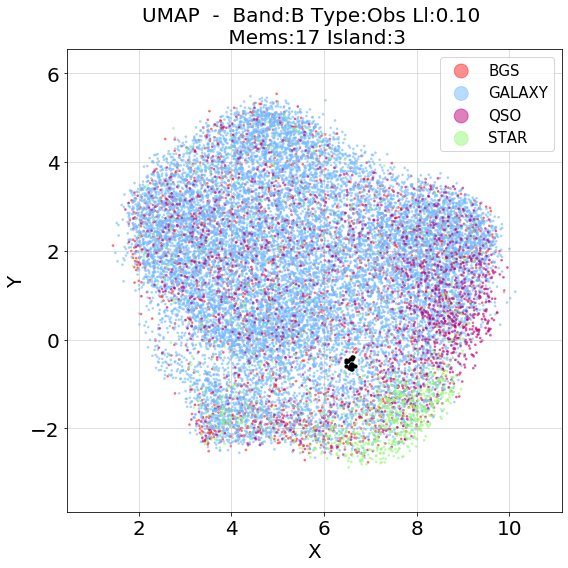 UMAP - Band:B Type:Obs Ll:0.10
Mems:17 Island:3
BGS
GALAXY
QSO
STAR
6
4
2
0
−2
Y
2 4 6 8 10
X